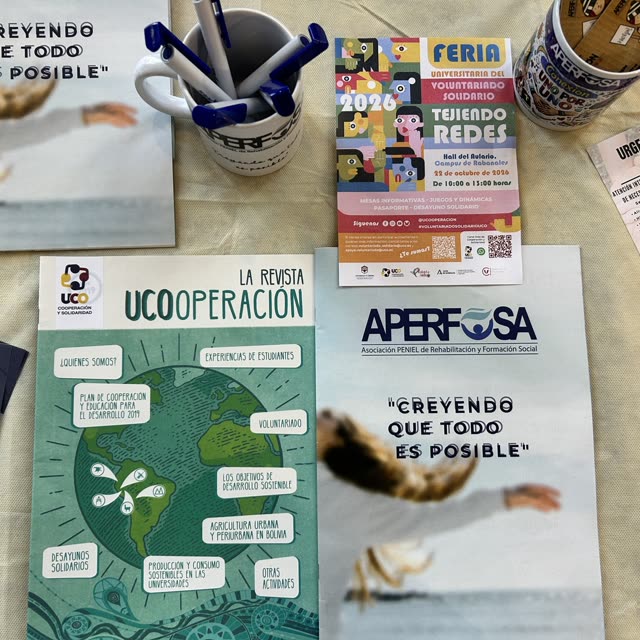 CREYENDO
QUE TODO
ES POSIBLE"
APERFOSA
FERIA
UNIVERSITARIA DEL
VOLUNTARIADO
SOLIDARIO
2026
TEJIENDO
REDES
Hall del Aulario.
Campus de Rabanales
22 de octubre de 2026
De 10:00 a 13:00 horas
MESAS INFORMATIVAS · JUEGOS Y DINÁMICAS
PASAPORTE · DESAYUNO SOLIDARIO
Síguenos
@UCOOPERACION
#VOLUNTARIADOSOLIDARIOUCO
¿Te sumas?
UCO
COOPERACIÓN
Y SOLIDARIDAD
LA REVISTA
UCOOPERACIÓN
¿QUIENES SOMOS?
EXPERIENCIAS DE ESTUDIANTES
PLAN DE COOPERACIÓN
Y EDUCACIÓN PARA
EL DESARROLLO 2019
VOLUNTARIADO
LOS OBJETIVOS DE
DESARROLLO SOSTENIBLE
AGRICULTURA URBANA
Y PERIURBANA EN BOLIVIA
DESAYUNOS
SOLIDARIOS
PRODUCCIÓN Y CONSUMO
SOSTENIBLES EN LAS
UNIVERSIDADES
OTRAS
ACTIVIDADES
APERFOSA
Asociación PENIEL de Rehabilitación y Formación Social
"CREYENDO
QUE TODO
ES POSIBLE"